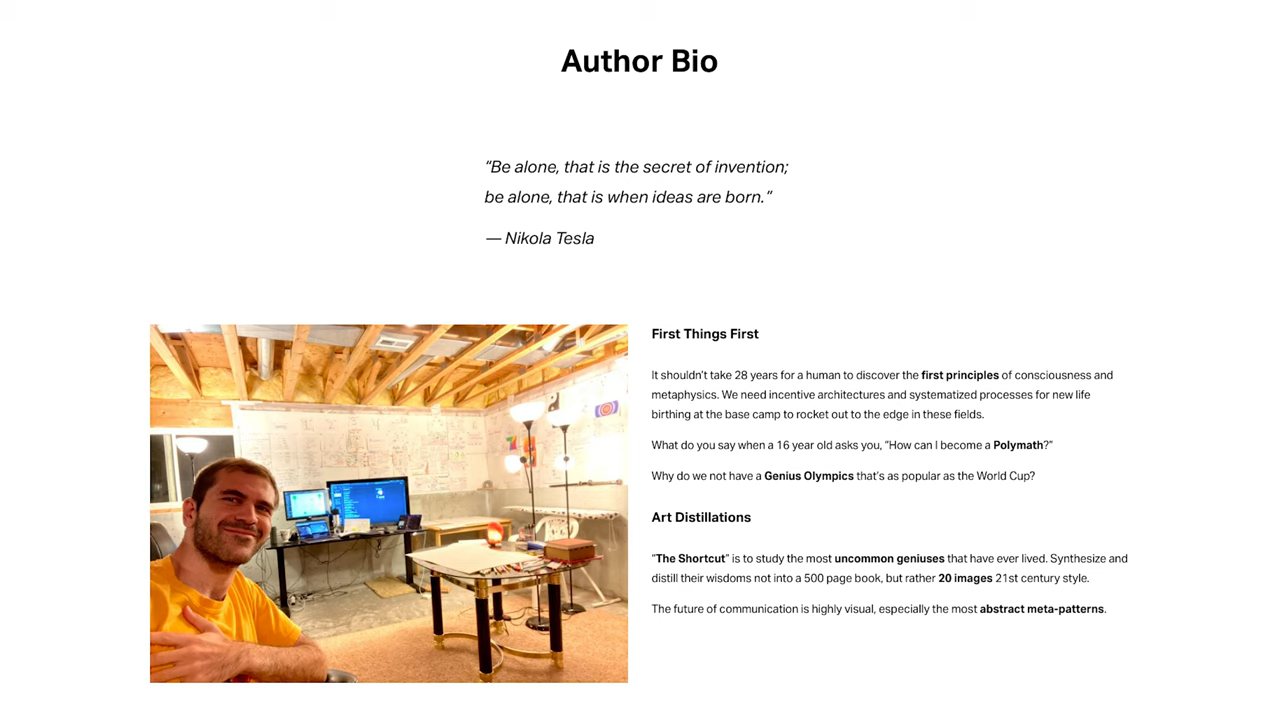 Author Bio
“Be alone, that is the secret of invention;
be alone, that is when ideas are born.”
— Nikola Tesla
First Things First
It shouldn’t take 28 years for a human to discover the first principles of consciousness and
metaphysics. We need incentive architectures and systematized processes for new life
birthing at the base camp to rocket out to the edge in these fields.
What do you say when a 16 year old asks you, “How can I become a Polymath?”
Why do we not have a Genius Olympics that’s as popular as the World Cup?
Art Distillations
“The Shortcut” is to study the most uncommon geniuses that have ever lived. Synthesize and
distill their wisdoms not into a 500 page book, but rather 20 images 21st century style.
The future of communication is highly visual, especially the most abstract meta-patterns.